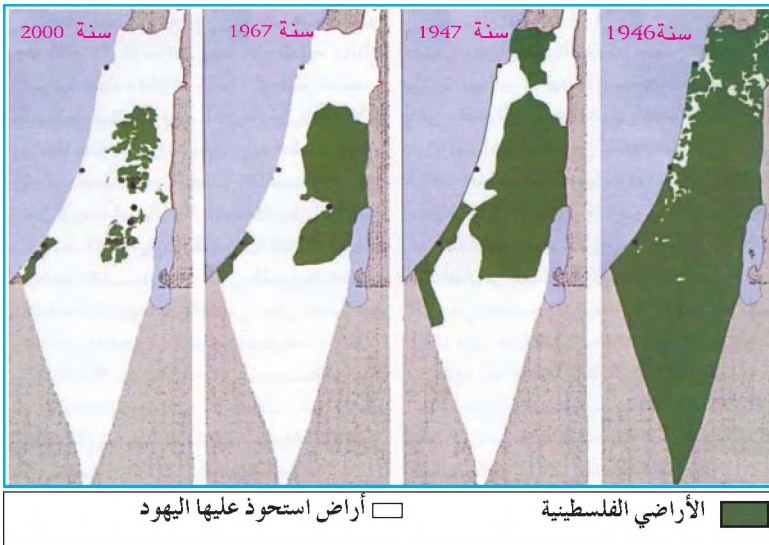 سنة1946
سنة 1947
سنة 1967
سنة 2000
الأراضي الفلسطينية
أراض استحوذ عليها اليهود